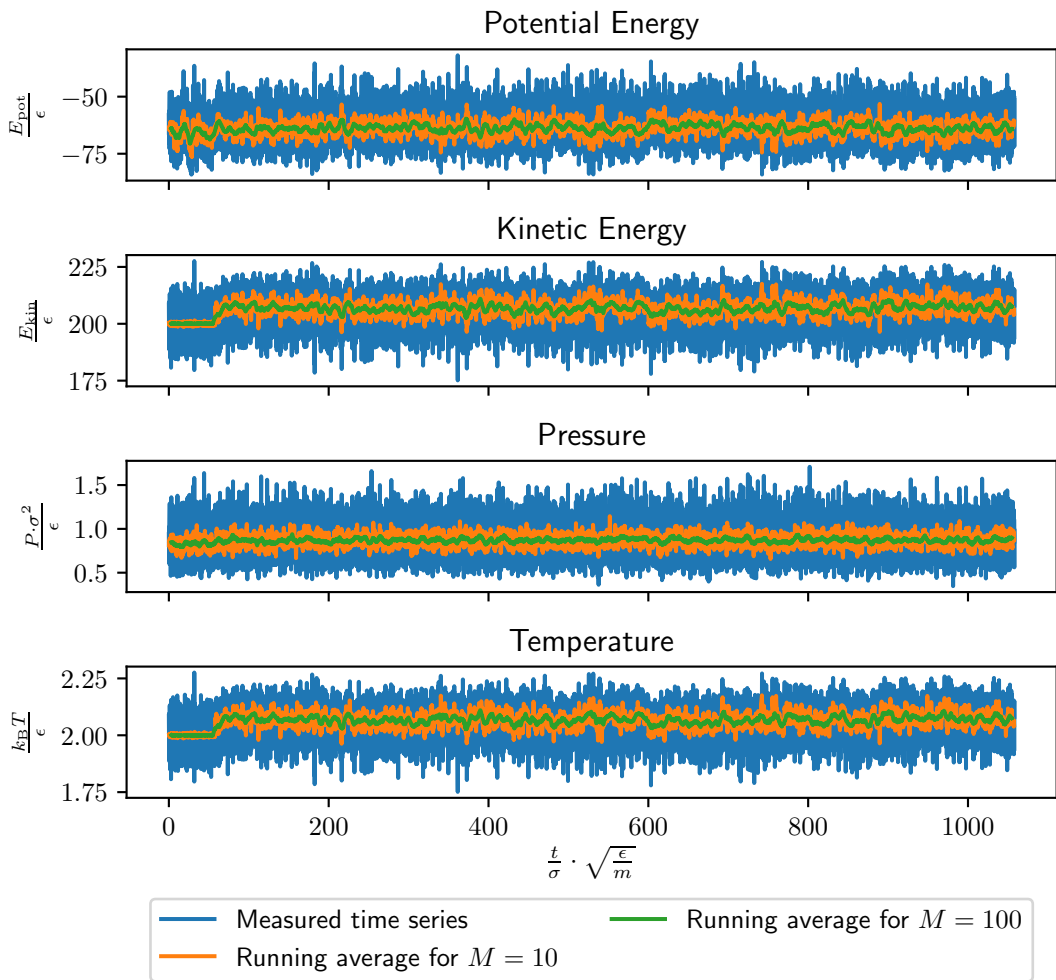 Potential Energy
E_pot/ϵ
−50
−75
Kinetic Energy
E_kin/ϵ
225
200
175
Pressure
P·σ²/ϵ
1.5
1.0
0.5
Temperature
k_BT/ϵ
2.25
2.00
1.75
0 200 400 600 800 1000
t/σ · √(ϵ/m)
Measured time series
Running average for M = 10
Running average for M = 100